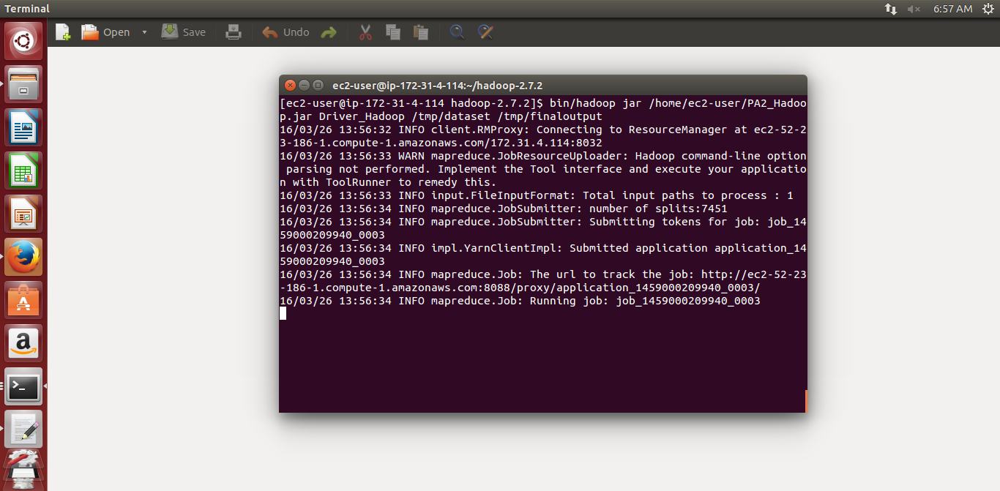 Terminal
6:57 AM
Open
Save
Undo
ec2-user@ip-172-31-4-114:~/hadoop-2.7.2
[ec2-user@ip-172-31-4-114 hadoop-2.7.2]$ bin/hadoop jar /home/ec2-user/PA2_Hadoo
p.jar Driver_Hadoop /tmp/dataset /tmp/finaloutput
16/03/26 13:56:32 INFO client.RMProxy: Connecting to ResourceManager at ec2-52-2
3-186-1.compute-1.amazonaws.com/172.31.4.114:8032
16/03/26 13:56:33 WARN mapreduce.JobResourceUploader: Hadoop command-line option
 parsing not performed. Implement the Tool interface and execute your applicatio
n with ToolRunner to remedy this.
16/03/26 13:56:33 INFO input.FileInputFormat: Total input paths to process : 1
16/03/26 13:56:34 INFO mapreduce.JobSubmitter: number of splits:7451
16/03/26 13:56:34 INFO mapreduce.JobSubmitter: Submitting tokens for job: job_14
59000209940_0003
16/03/26 13:56:34 INFO impl.YarnClientImpl: Submitted application application_14
59000209940_0003
16/03/26 13:56:34 INFO mapreduce.Job: The url to track the job: http://ec2-52-23
-186-1.compute-1.amazonaws.com:8088/proxy/application_1459000209940_0003/
16/03/26 13:56:34 INFO mapreduce.Job: Running job: job_1459000209940_0003